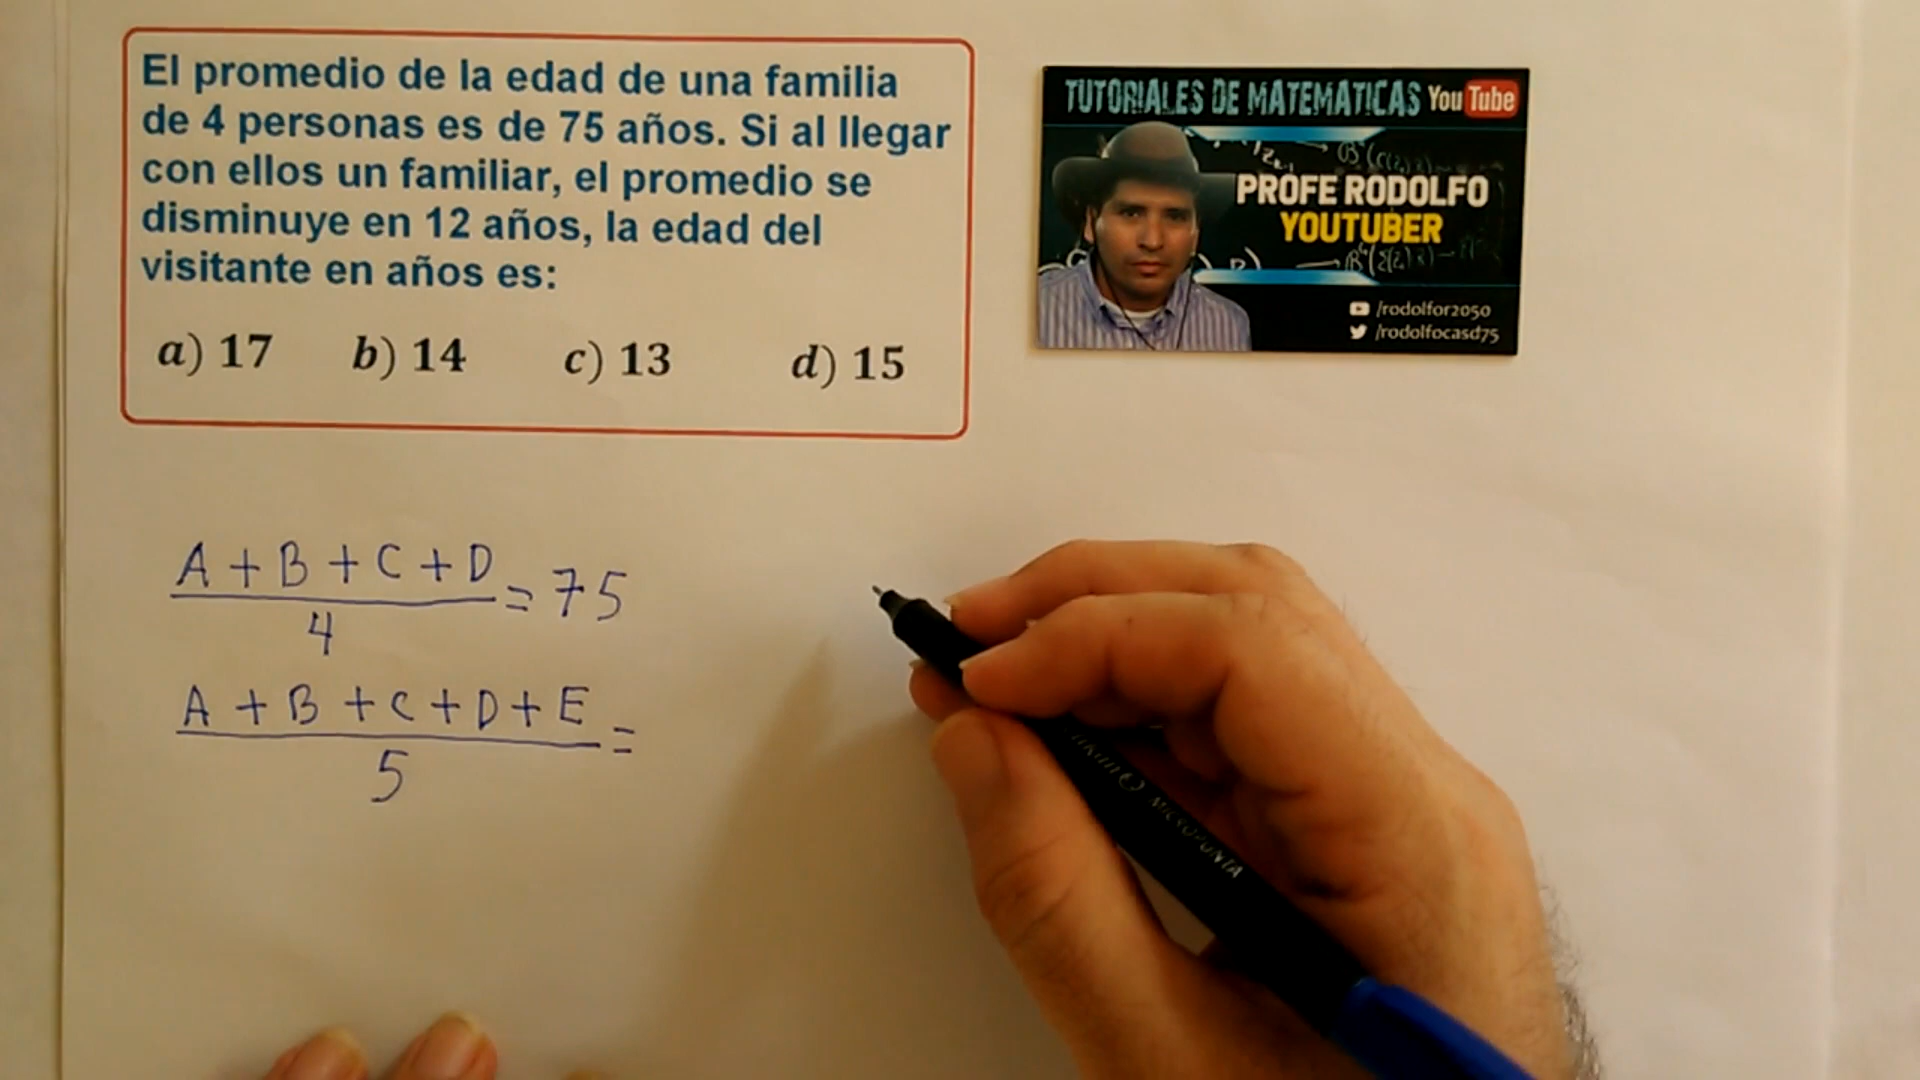 El promedio de la edad de una familia
de 4 personas es de 75 años. Si al llegar
con ellos un familiar, el promedio se
disminuye en 12 años, la edad del
visitante en años es:
a) 17 b) 14 c) 13 d) 15
TUTORIALES DE MATEMATICAS YouTube
PROFE RODOLFO
YOUTUBER
/rodolfor2050
/rodolfocasd75
A + B + C + D
4
= 75
A + B + C + D + E
5
=
MICROPUNTA